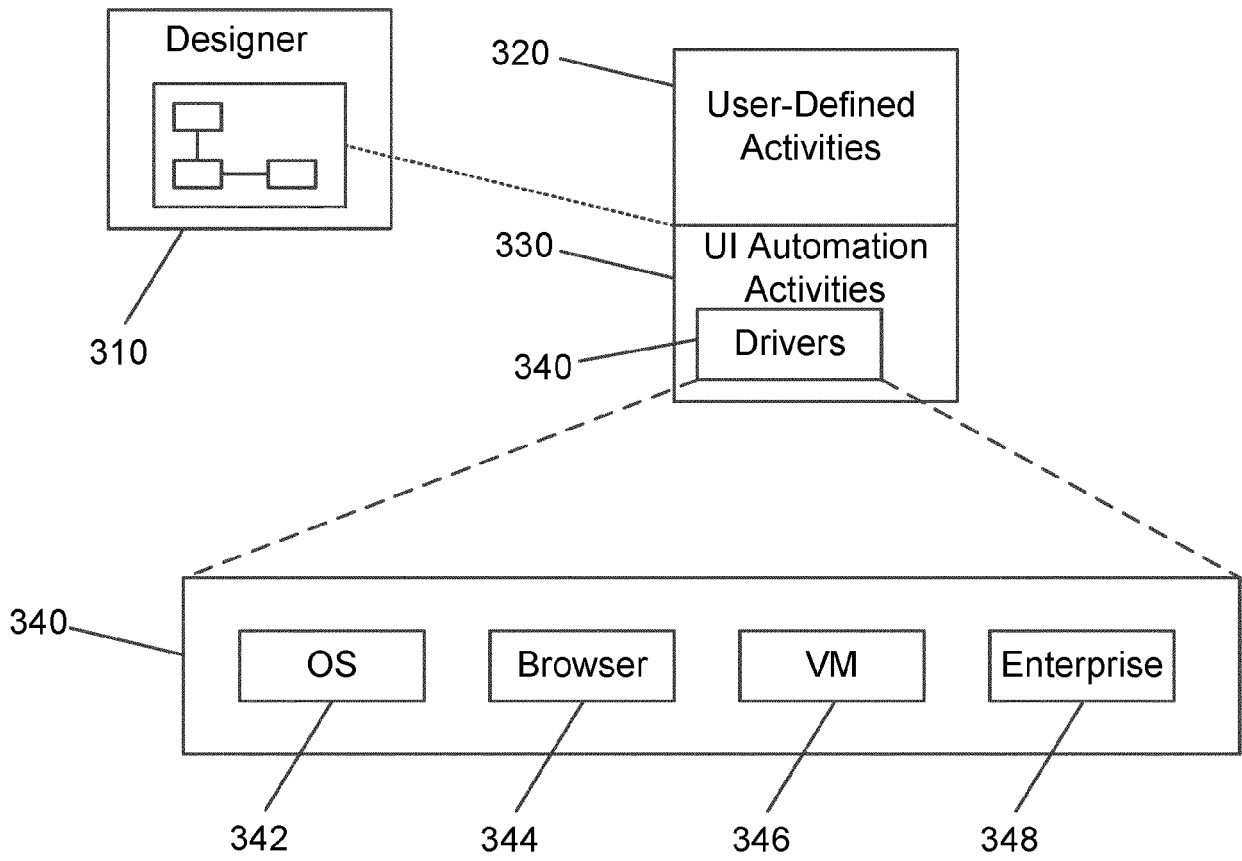 Designer
320
User-Defined
Activities
330
UI Automation
Activities
310
340
Drivers
340
OS
Browser
VM
Enterprise
342
344
346
348